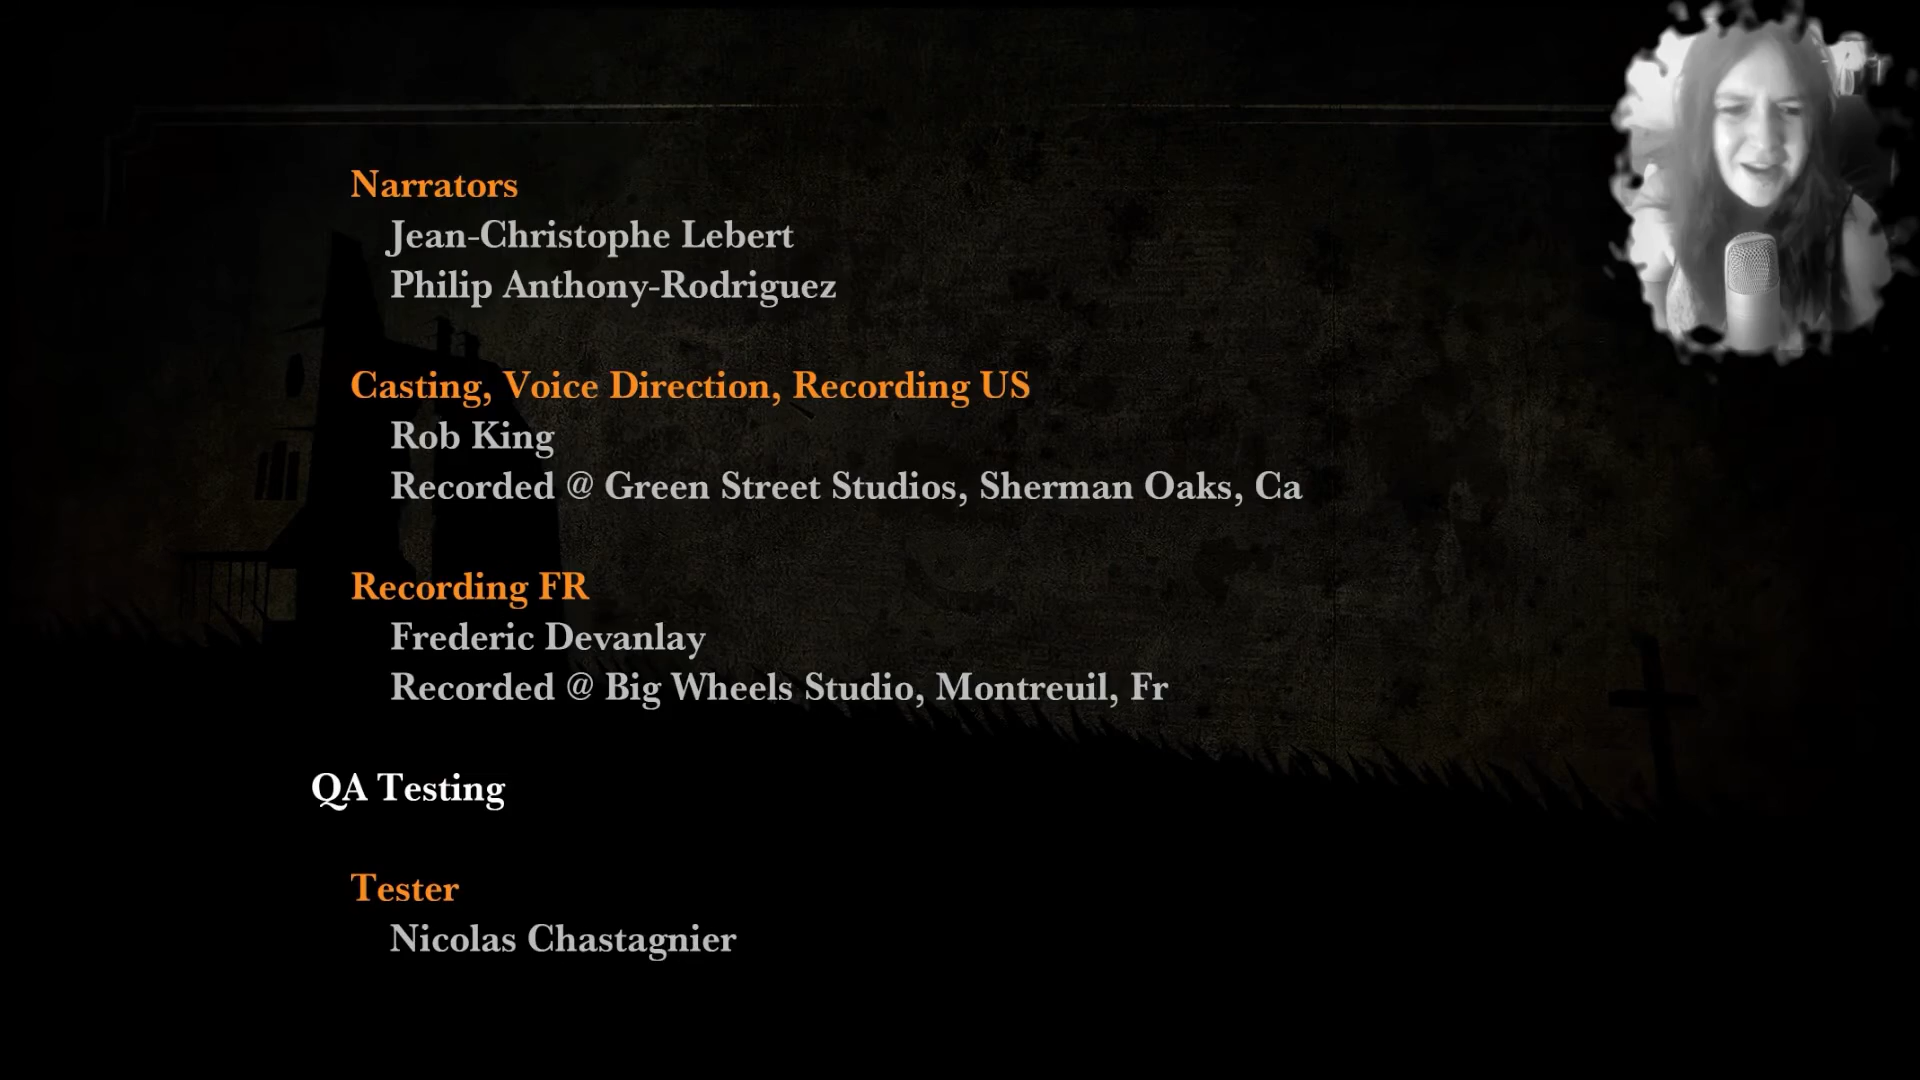 Narrators
Jean-Christophe Lebert
Philip Anthony-Rodriguez
Casting, Voice Direction, Recording US
Rob King
Recorded @ Green Street Studios, Sherman Oaks, Ca
Recording FR
Frederic Devanlay
Recorded @ Big Wheels Studio, Montreuil, Fr
QA Testing
Tester
Nicolas Chastagnier